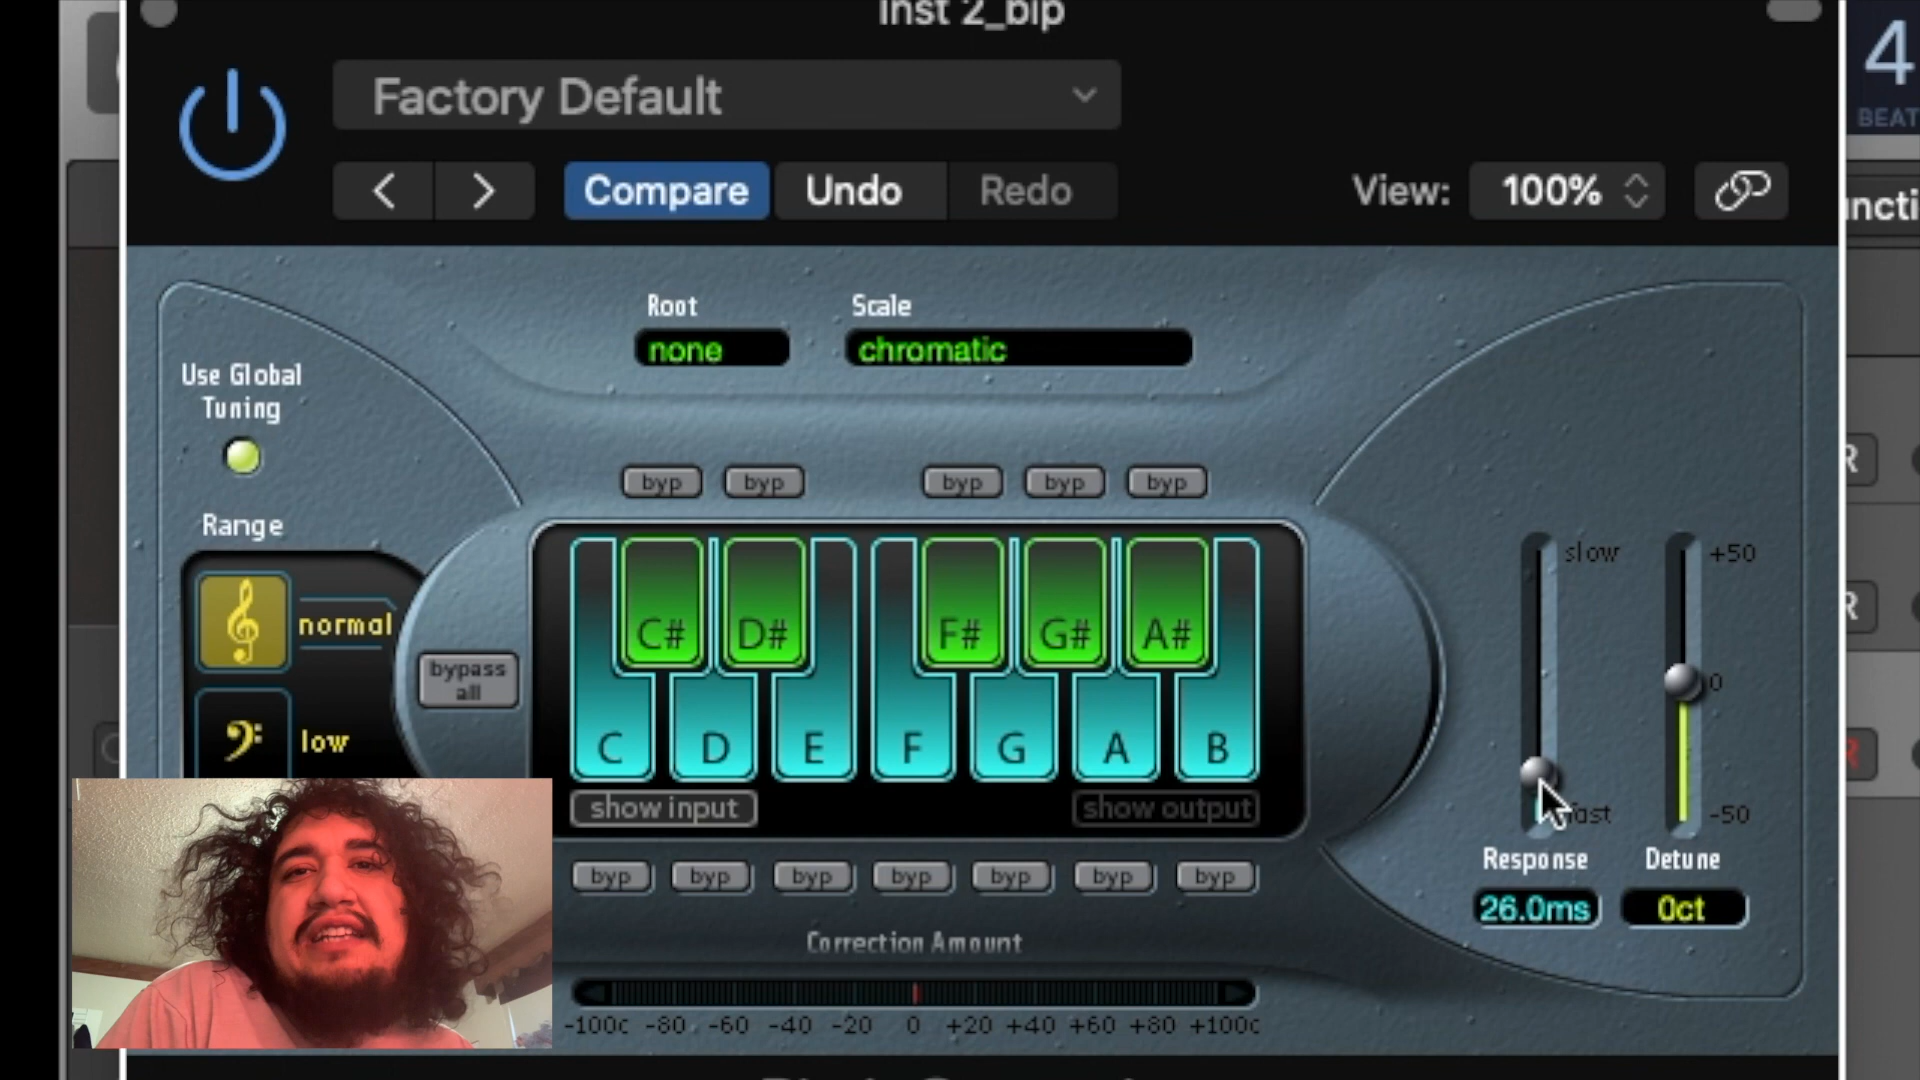 Inst 2_bip
Factory Default
4
BEAT
Compare Undo Redo View: 100%
Root Scale
none chromatic
Use Global
Tuning
byp byp byp byp byp
R
Range
slow +50
C# D# F# G# A#
normal
R
bypass
all
0
C D E F G A B
low
R
show input show output
fast -50
Response Detune
byp byp byp byp byp byp byp
26.0ms 0ct
Correction Amount
-100c -80 -60 -40 -20 0 +20 +40 +60 +80 +100c